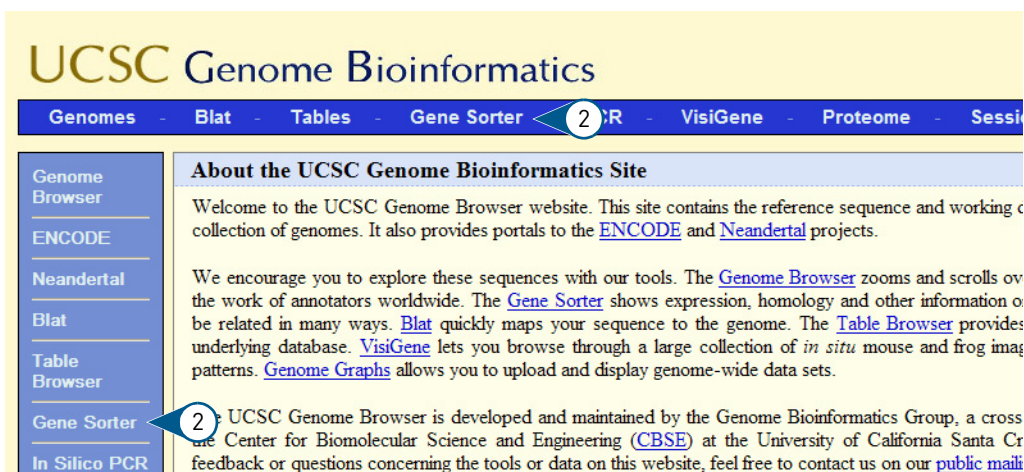 UCSC Genome Bioinformatics
Genomes - Blat - Tables - Gene Sorter 2 CR - VisiGene - Proteome - Sessi
Genome
Browser
ENCODE
Neandertal
Blat
Table
Browser
Gene Sorter 2
In Silico PCR
About the UCSC Genome Bioinformatics Site
Welcome to the UCSC Genome Browser website. This site contains the reference sequence and working
collection of genomes. It also provides portals to the ENCODE and Neandertal projects.
We encourage you to explore these sequences with our tools. The Genome Browser zooms and scrolls ov
the work of annotators worldwide. The Gene Sorter shows expression, homology and other information o
be related in many ways. Blat quickly maps your sequence to the genome. The Table Browser provides
underlying database. VisiGene lets you browse through a large collection of in situ mouse and frog imag
patterns. Genome Graphs allows you to upload and display genome-wide data sets.
UCSC Genome Browser is developed and maintained by the Genome Bioinformatics Group, a cross
the Center for Biomolecular Science and Engineering (CBSE) at the University of California Santa Cr
feedback or questions concerning the tools or data on this website, feel free to contact us on our public maili